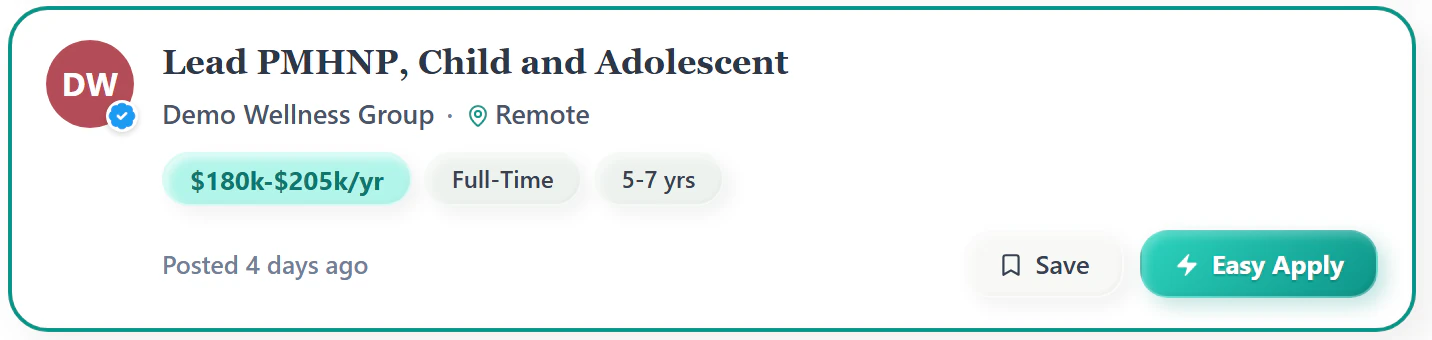 DW
Lead PMHNP, Child and Adolescent
Demo Wellness Group · Remote
$180k-$205k/yr Full-Time 5-7 yrs
Posted 4 days ago Save Easy Apply